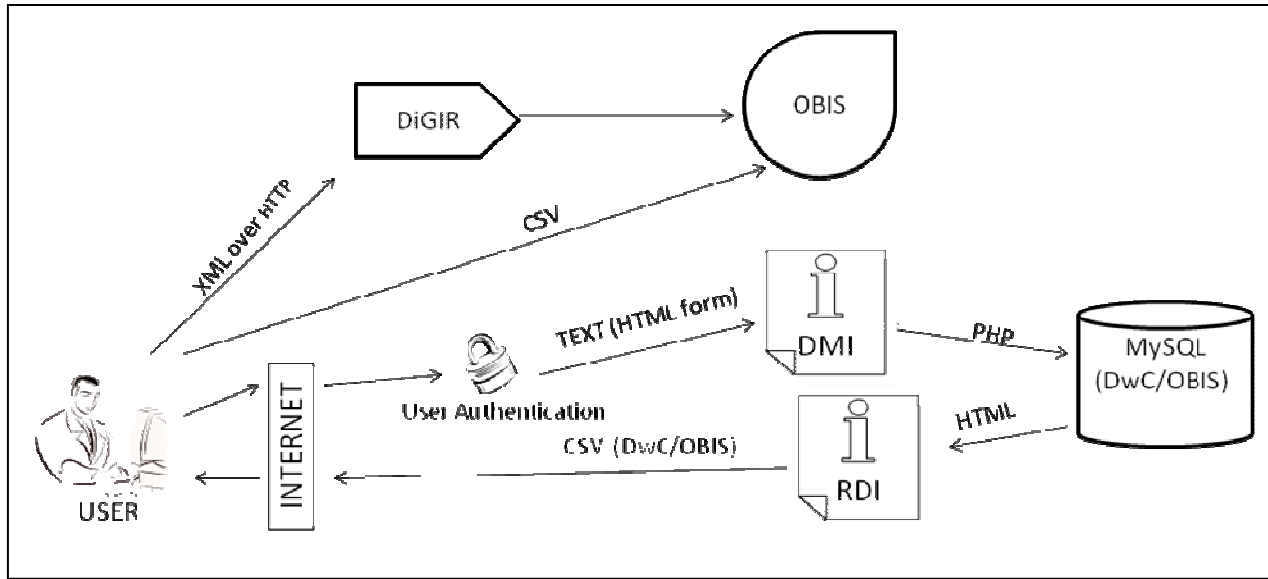 DiGIR
OBIS
XML over HTTP
CSV
TEXT (HTML form)
DMI
PHP
MySQL
(DwC/OBIS)
INTERNET
User Authentication
HTML
CSV (DwC/OBIS)
RDI
USER